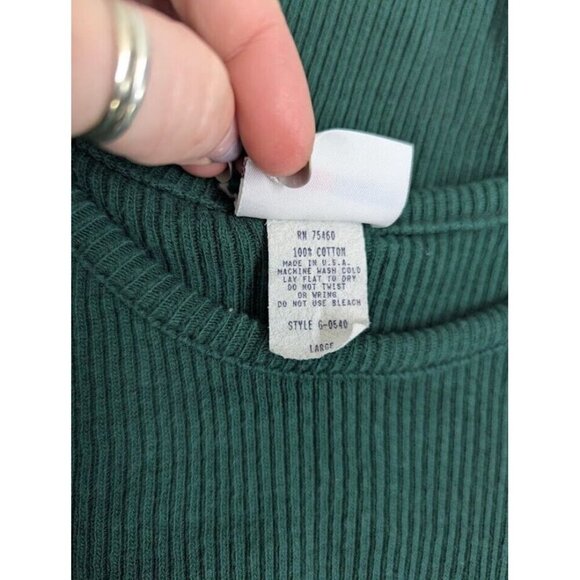 RN 75460
100% COTTON
MADE IN U.S.A.
MACHINE WASH COLD
LAY FLAT TO DRY
DO NOT TWIST
OR WRING
DO NOT USE BLEACH
STYLE G-0540
LARGE